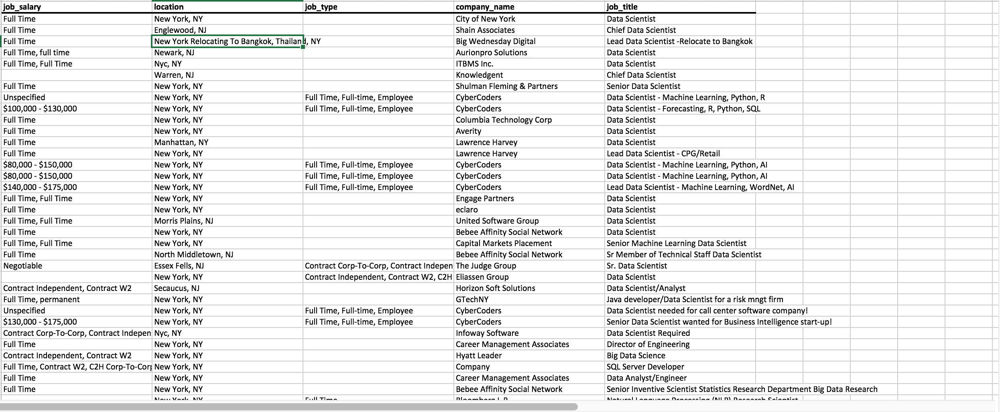 job_salary location job_type company_name job_title
Full Time New York, NY City of New York Data Scientist
Full Time Englewood, NJ Shain Associates Chief Data Scientist
Full Time New York Relocating To Bangkok, Thailand, NY Big Wednesday Digital Lead Data Scientist -Relocate to Bangkok
Full Time, full time Newark, NJ Aurionpro Solutions Data Scientist
Full Time, Full Time Nyc, NY ITBMS Inc. Data Scientist
Warren, NJ Knowledgent Chief Data Scientist
Full Time New York, NY Shulman Fleming & Partners Senior Data Scientist
Unspecified New York, NY Full Time, Full-time, Employee CyberCoders Data Scientist - Machine Learning, Python, R
$100,000 - $130,000 New York, NY Full Time, Full-time, Employee CyberCoders Data Scientist - Forecasting, R, Python, SQL
Full Time New York, NY Columbia Technology Corp Data Scientist
Full Time New York, NY Averity Data Scientist
Full Time Manhattan, NY Lawrence Harvey Data Scientist
Full Time New York, NY Lawrence Harvey Lead Data Scientist - CPG/Retail
$80,000 - $150,000 New York, NY Full Time, Full-time, Employee CyberCoders Data Scientist - Machine Learning, Python, AI
$80,000 - $150,000 New York, NY Full Time, Full-time, Employee CyberCoders Data Scientist - Machine Learning, Python, AI
$140,000 - $175,000 New York, NY Full Time, Full-time, Employee CyberCoders Lead Data Scientist - Machine Learning, WordNet, AI
Full Time, Full Time New York, NY Engage Partners Data Scientist
Full Time New York, NY eclaro Data Scientist
Full Time, Full Time Morris Plains, NJ United Software Group Data Scientist
Full Time New York, NY Bebee Affinity Social Network Data Scientist
Full Time, Full Time New York, NY Capital Markets Placement Senior Machine Learning Data Scientist
Full Time North Middletown, NJ Bebee Affinity Social Network Sr Member of Technical Staff Data Scientist
Negotiable Essex Fells, NJ Contract Corp-To-Corp, Contract Indepen The Judge Group Sr. Data Scientist
New York, NY Contract Independent, Contract W2, C2H Eliassen Group Data Scientist
Contract Independent, Contract W2 Secaucus, NJ Horizon Soft Solutions Data Scientist/Analyst
Full Time, permanent New York, NY GTechNY Java developer/Data Scientist for a risk mngt firm
Unspecified New York, NY Full Time, Full-time, Employee CyberCoders Data Scientist needed for call center software company!
$130,000 - $175,000 New York, NY Full Time, Full-time, Employee CyberCoders Senior Data Scientist wanted for Business Intelligence start-up!
Contract Corp-To-Corp, Contract Indepen Nyc, NY Infoway Software Data Scientist Required
Full Time New York, NY Career Management Associates Director of Engineering
Contract Independent, Contract W2 New York, NY Hyatt Leader Big Data Science
Full Time, Contract W2, C2H Corp-To-Corp New York, NY Company SQL Server Developer
Full Time New York, NY Career Management Associates Data Analyst/Engineer
Full Time New York, NY Bebee Affinity Social Network Senior Inventive Scientist Statistics Research Department Big Data Research
New York, NY Full Time Bloomberg L.P. Natural Language Processing (NLP) Research Scientist